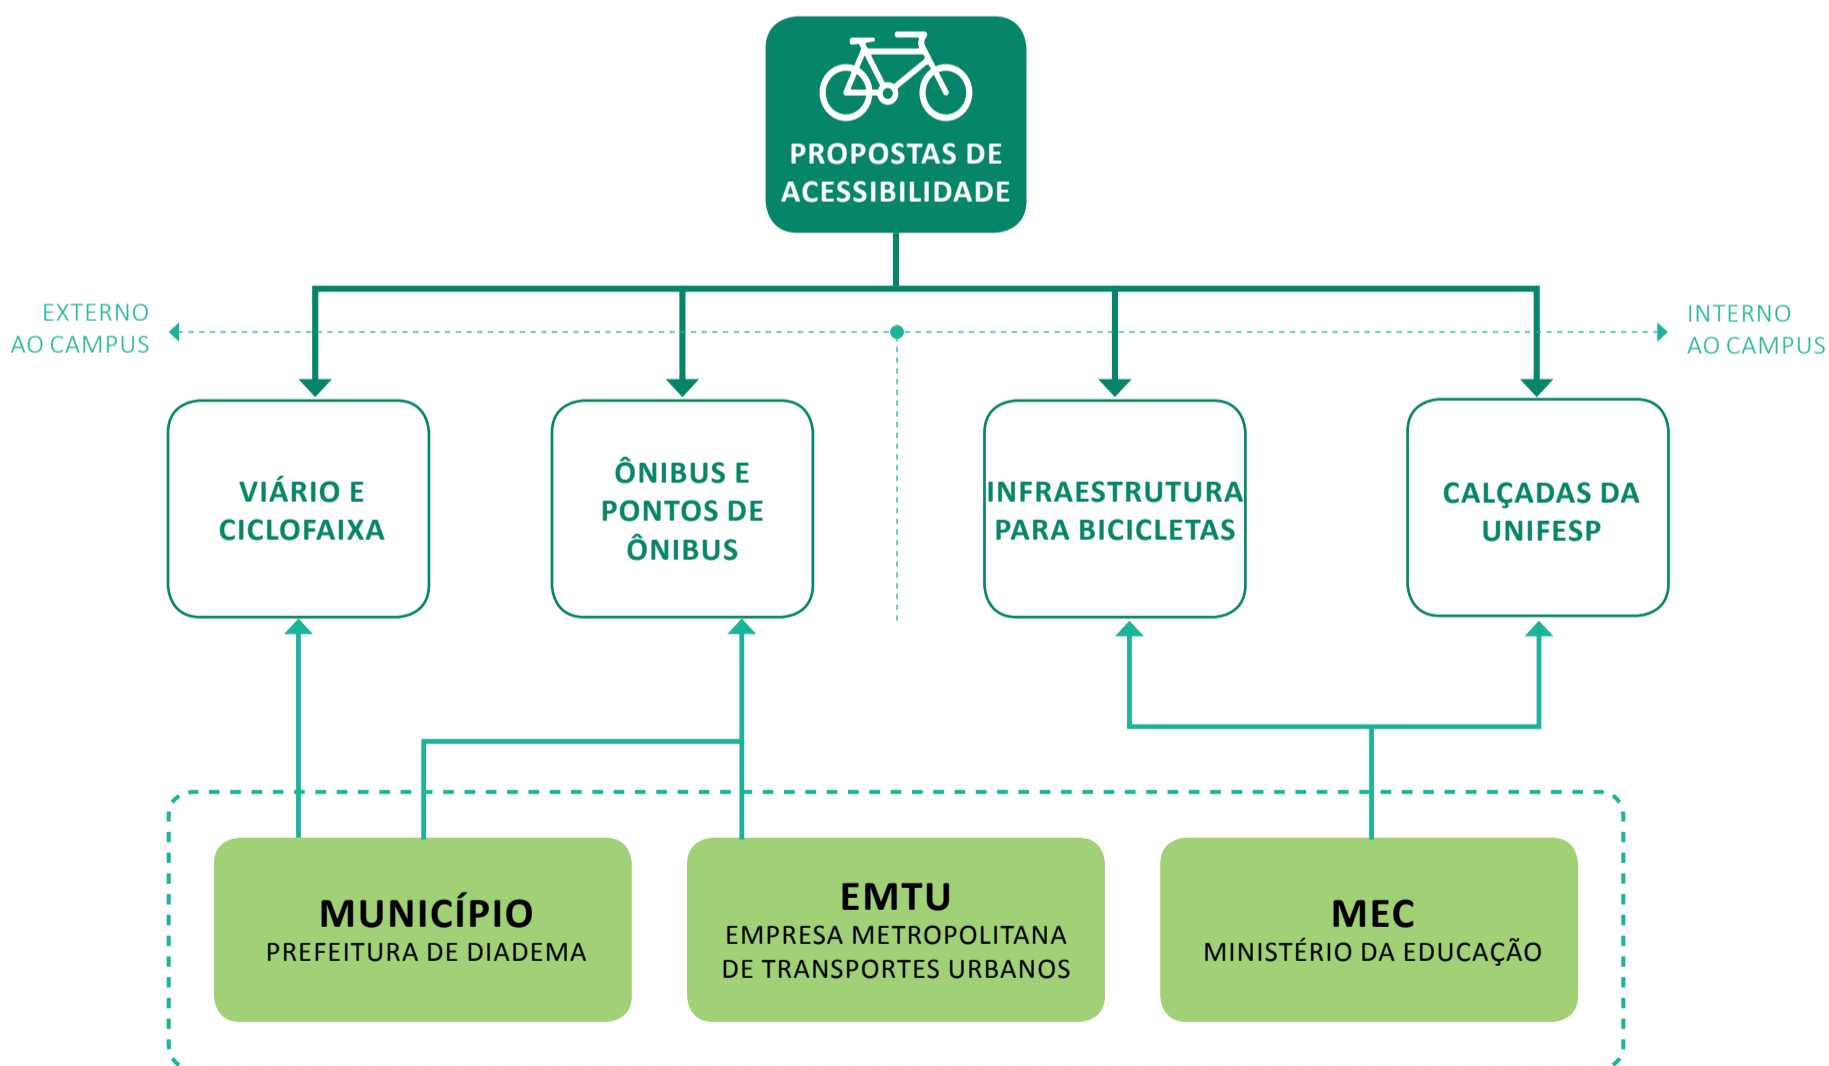 PROPOSTAS DE
ACESSIBILIDADE
EXTERNO
AO CAMPUS
INTERNO
AO CAMPUS
VIÁRIO E
CICLOFAIXA
ÔNIBUS E
PONTOS DE
ÔNIBUS
INFRAESTRUTURA
PARA BICICLETAS
CALÇADAS DA
UNIFESP
MUNICÍPIO
PREFEITURA DE DIADEMA
EMTU
EMPRESA METROPOLITANA
DE TRANSPORTES URBANOS
MEC
MINISTÉRIO DA EDUCAÇÃO